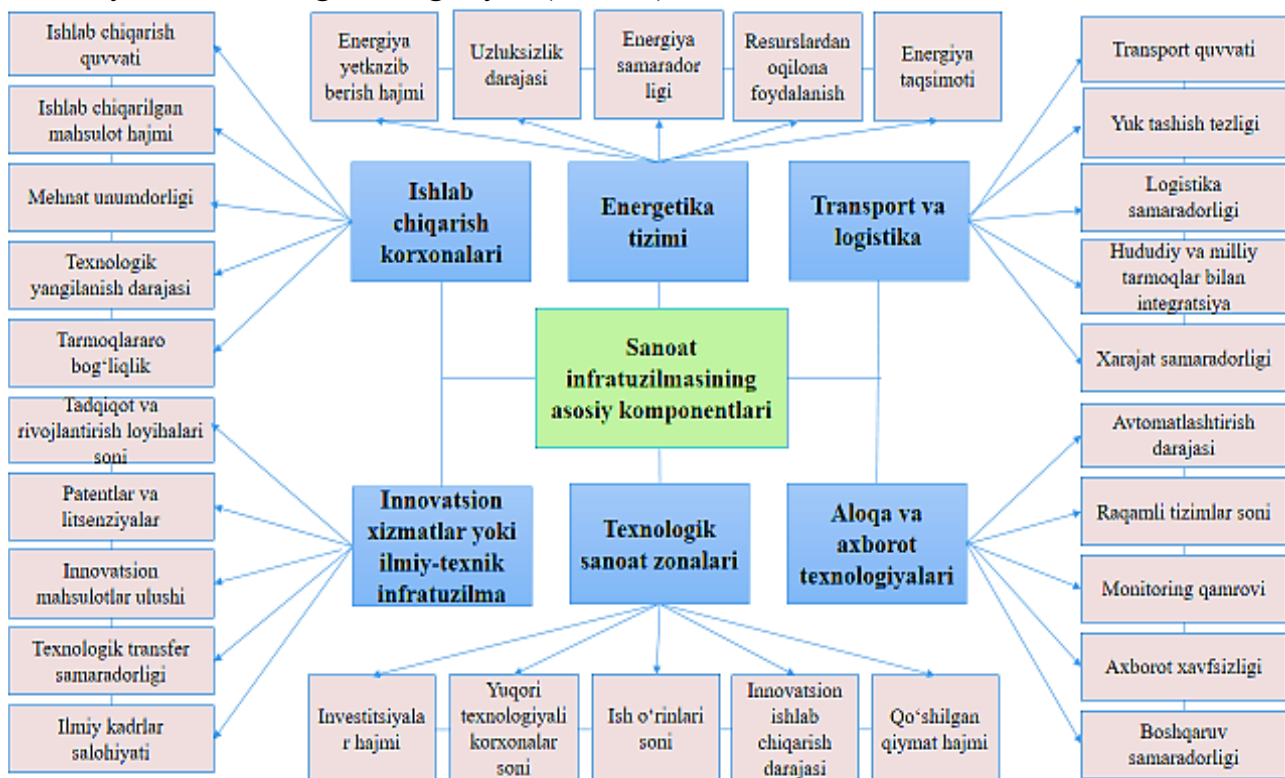 Ishlab chiqarish
quvvati
Ishlab chiqarilgan
mahsulot hajmi
Mehnat unumdorligi
Texnologik
yangilanish darajasi
Tarmoqlararo
bog‘liqlik
Energiya
yetkazib
berish hajmi
Uzluksizlik
darajasi
Energiya
samarador
ligi
Resurslardan
oqilona
foydalanish
Energiya
taqsimoti
Transport quvvati
Yuk tashish tezligi
Logistika
samaradorligi
Hududiy va milliy
tarmoqlar bilan
integratsiya
Xarajat samaradorligi
Ishlab
chiqarish
korxonalari
Energetika
tizimi
Transport va
logistika
Sanoat
infratuzilmasining
asosiy komponentlari
Tadqiqot va
rivojlantirish loyihalari
soni
Patentlar va
litsenziyalar
Innovatsion
mahsulotlar ulushi
Texnologik transfer
samaradorligi
Ilmiy kadrlar
salohiyati
Innovatsion
xizmatlar yoki
ilmiy-texnik
infratuzilma
Texnologik
sanoat zonalari
Aloqa va
axborot
texnologiyalari
Avtomatlashtirish
darajasi
Raqamli tizimlar soni
Monitoring qamrovi
Axborot xavfsizligi
Boshqaruv
samaradorligi
Investitsiyala
r hajmi
Yuqori
texnologiyali
korxonalar
soni
Ish o‘rinlari
soni
Innovatsion
ishlab
chiqarish
darajasi
Qo‘shilgan
qiymat hajmi